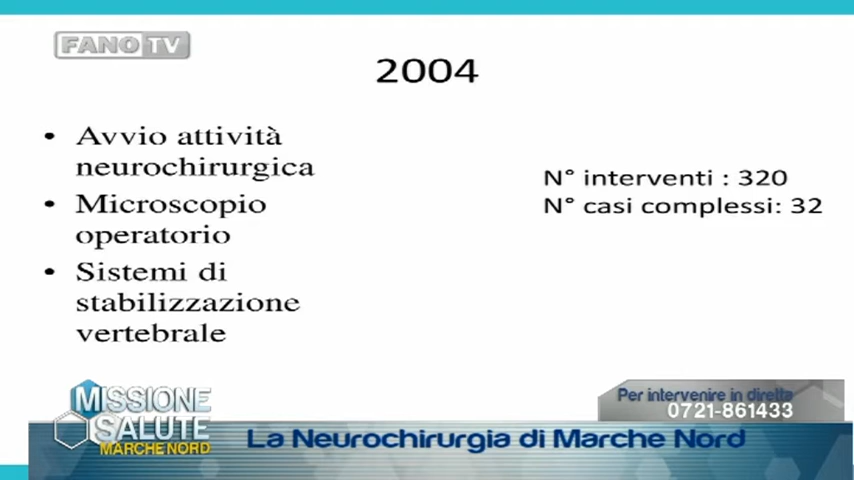 FANO TV
2004
• Avvio attività
neurochirurgica
• Microscopio
operatorio
• Sistemi di
stabilizzazione
vertebrale
N° interventi : 320
N° casi complessi: 32
MISSIONE
SALUTE
MARCHE NORD
Per intervenire in diretta
0721-861433
La Neurochirurgia di Marche Nord